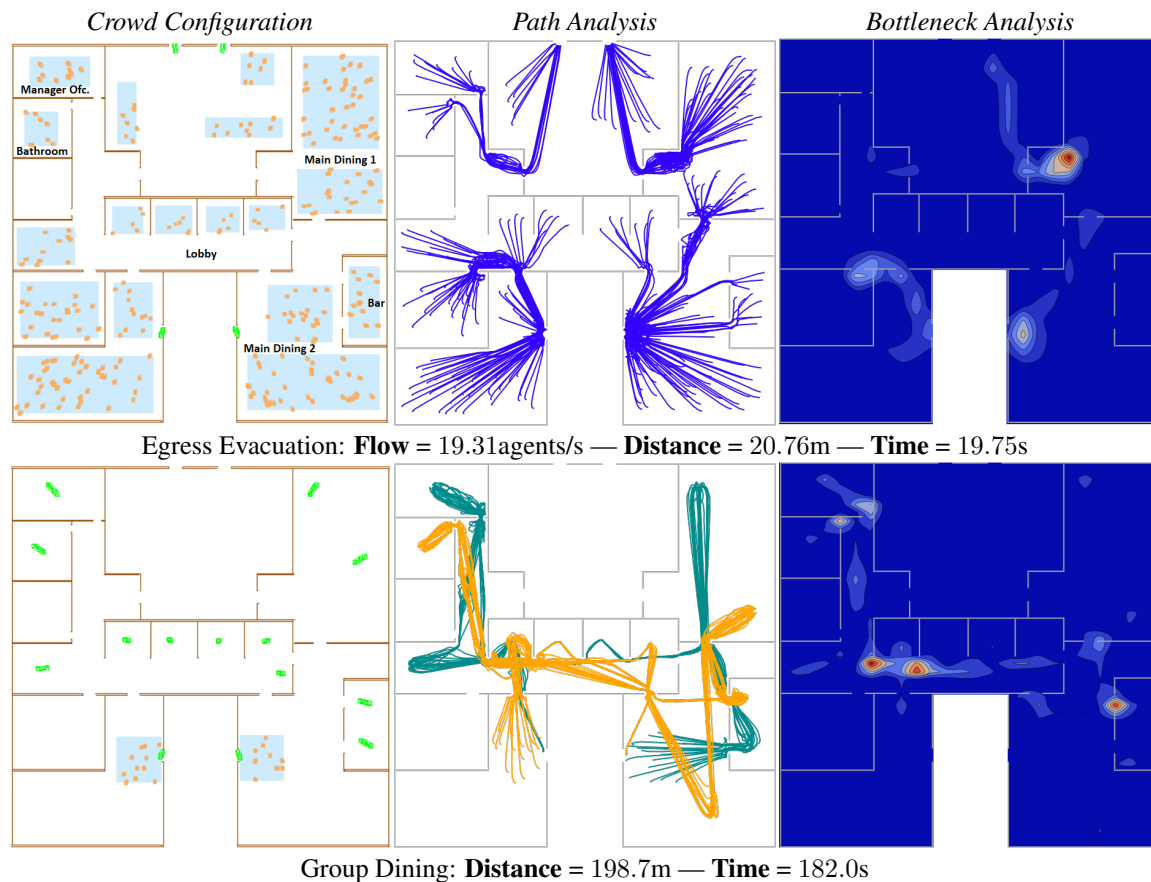 Crowd Configuration Path Analysis Bottleneck Analysis
Manager Ofc.
Bathroom
Main Dining 1
Lobby
Bar
Main Dining 2
Egress Evacuation: Flow = 19.31agents/s — Distance = 20.76m — Time = 19.75s
Group Dining: Distance = 198.7m — Time = 182.0s